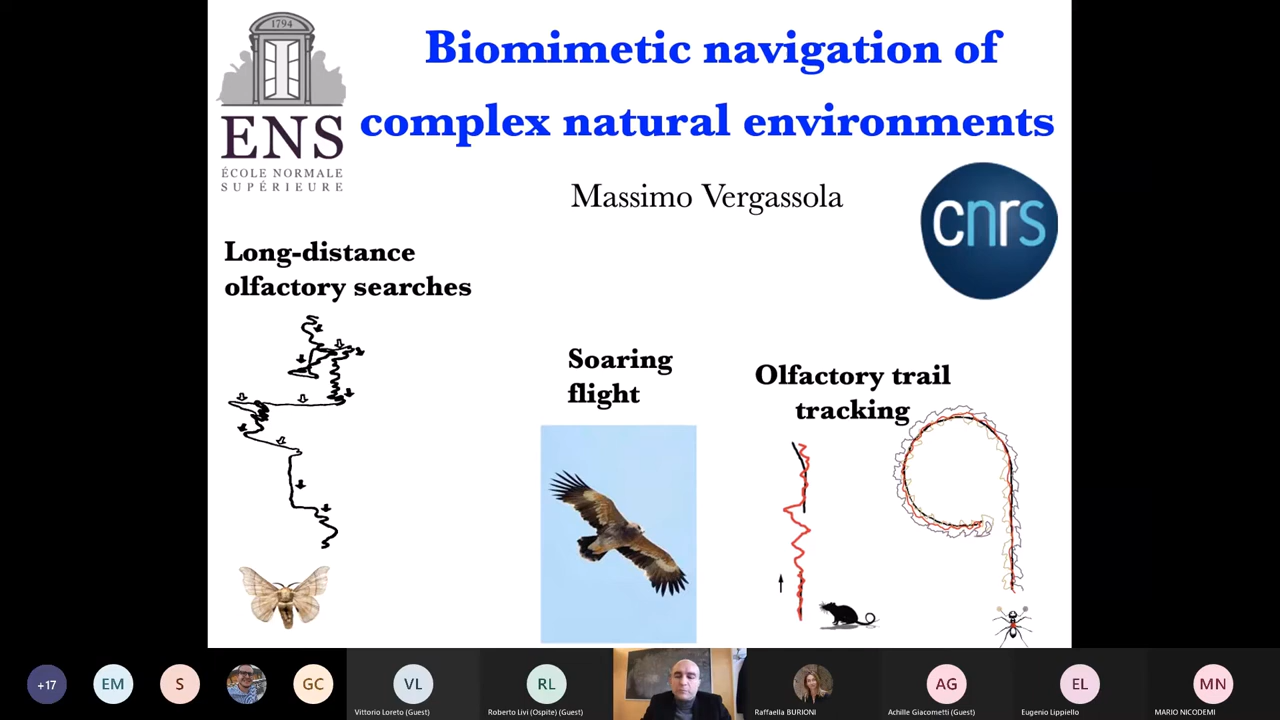 1794
ENS
ÉCOLE NORMALE
SUPÉRIEURE
Biomimetic navigation of
complex natural environments
Massimo Vergassola
cnrs
Long-distance
olfactory searches
Soaring
flight
Olfactory trail
tracking
+17
EM
S
GC
VL
Vittorio Loreto (Guest)
RL
Roberto Livi (Ospite) (Guest)
Raffaella BURIONI
AG
Achille Giacometti (Guest)
EL
Eugenio Lippiello
MN
MARIO NICODEMI